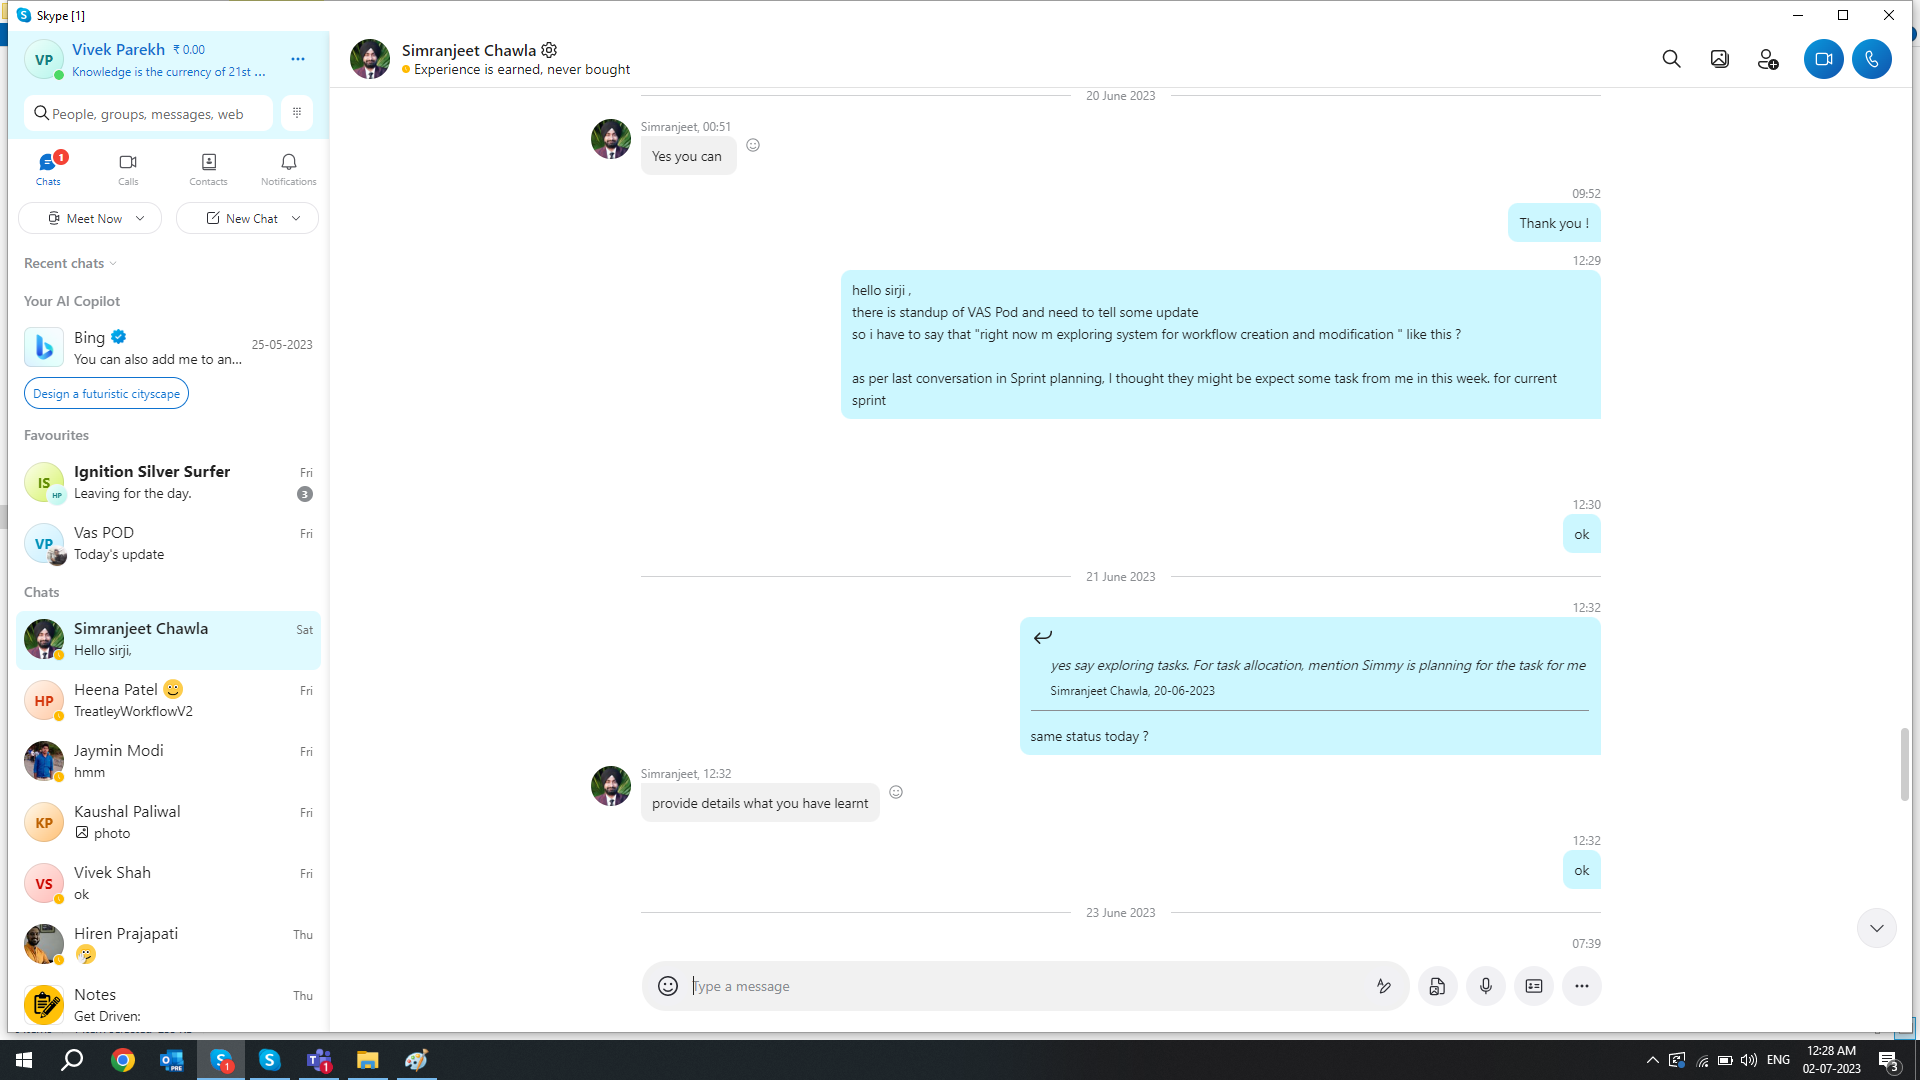 Skype [1]
VP
Vivek Parekh ₹ 0.00
Knowledge is the currency of 21st ...
People, groups, messages, web
1
Chats
Calls
Contacts
Notifications
Meet Now
New Chat
Recent chats
Your AI Copilot
Bing
25-05-2023
You can also add me to an...
Design a futuristic cityscape
Favourites
IS
HP
Ignition Silver Surfer
Fri
Leaving for the day.
3
VP
Vas POD
Fri
Today's update
Chats
Simranjeet Chawla
Sat
Hello sirji,
HP
Heena Patel
Fri
TreatleyWorkflowV2
Jaymin Modi
Fri
hmm
KP
Kaushal Paliwal
Fri
photo
VS
Vivek Shah
Fri
ok
Hiren Prajapati
Thu
Notes
Thu
Get Driven:
Simranjeet Chawla
Experience is earned, never bought
20 June 2023
Simranjeet, 00:51
Yes you can
09:52
Thank you !
12:29
hello sirji ,
there is standup of VAS Pod and need to tell some update
so i have to say that "right now m exploring system for workflow creation and modification " like this ?
as per last conversation in Sprint planning, I thought they might be expect some task from me in this week. for current
sprint
12:30
ok
21 June 2023
12:32
yes say exploring tasks. For task allocation, mention Simmy is planning for the task for me
Simranjeet Chawla, 20-06-2023
same status today ?
Simranjeet, 12:32
provide details what you have learnt
12:32
ok
23 June 2023
07:39
Type a message
PRE
1
1
ENG
12:28 AM
02-07-2023
3